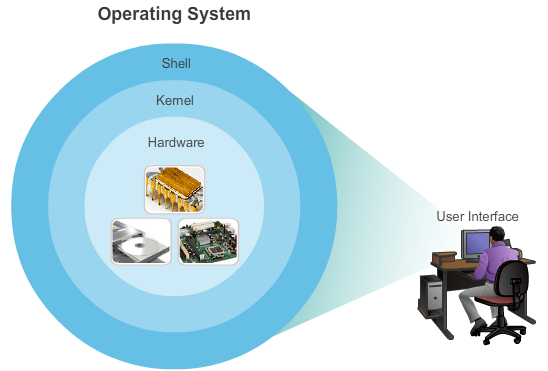 Operating System
Shell
Kernel
Hardware
User Interface